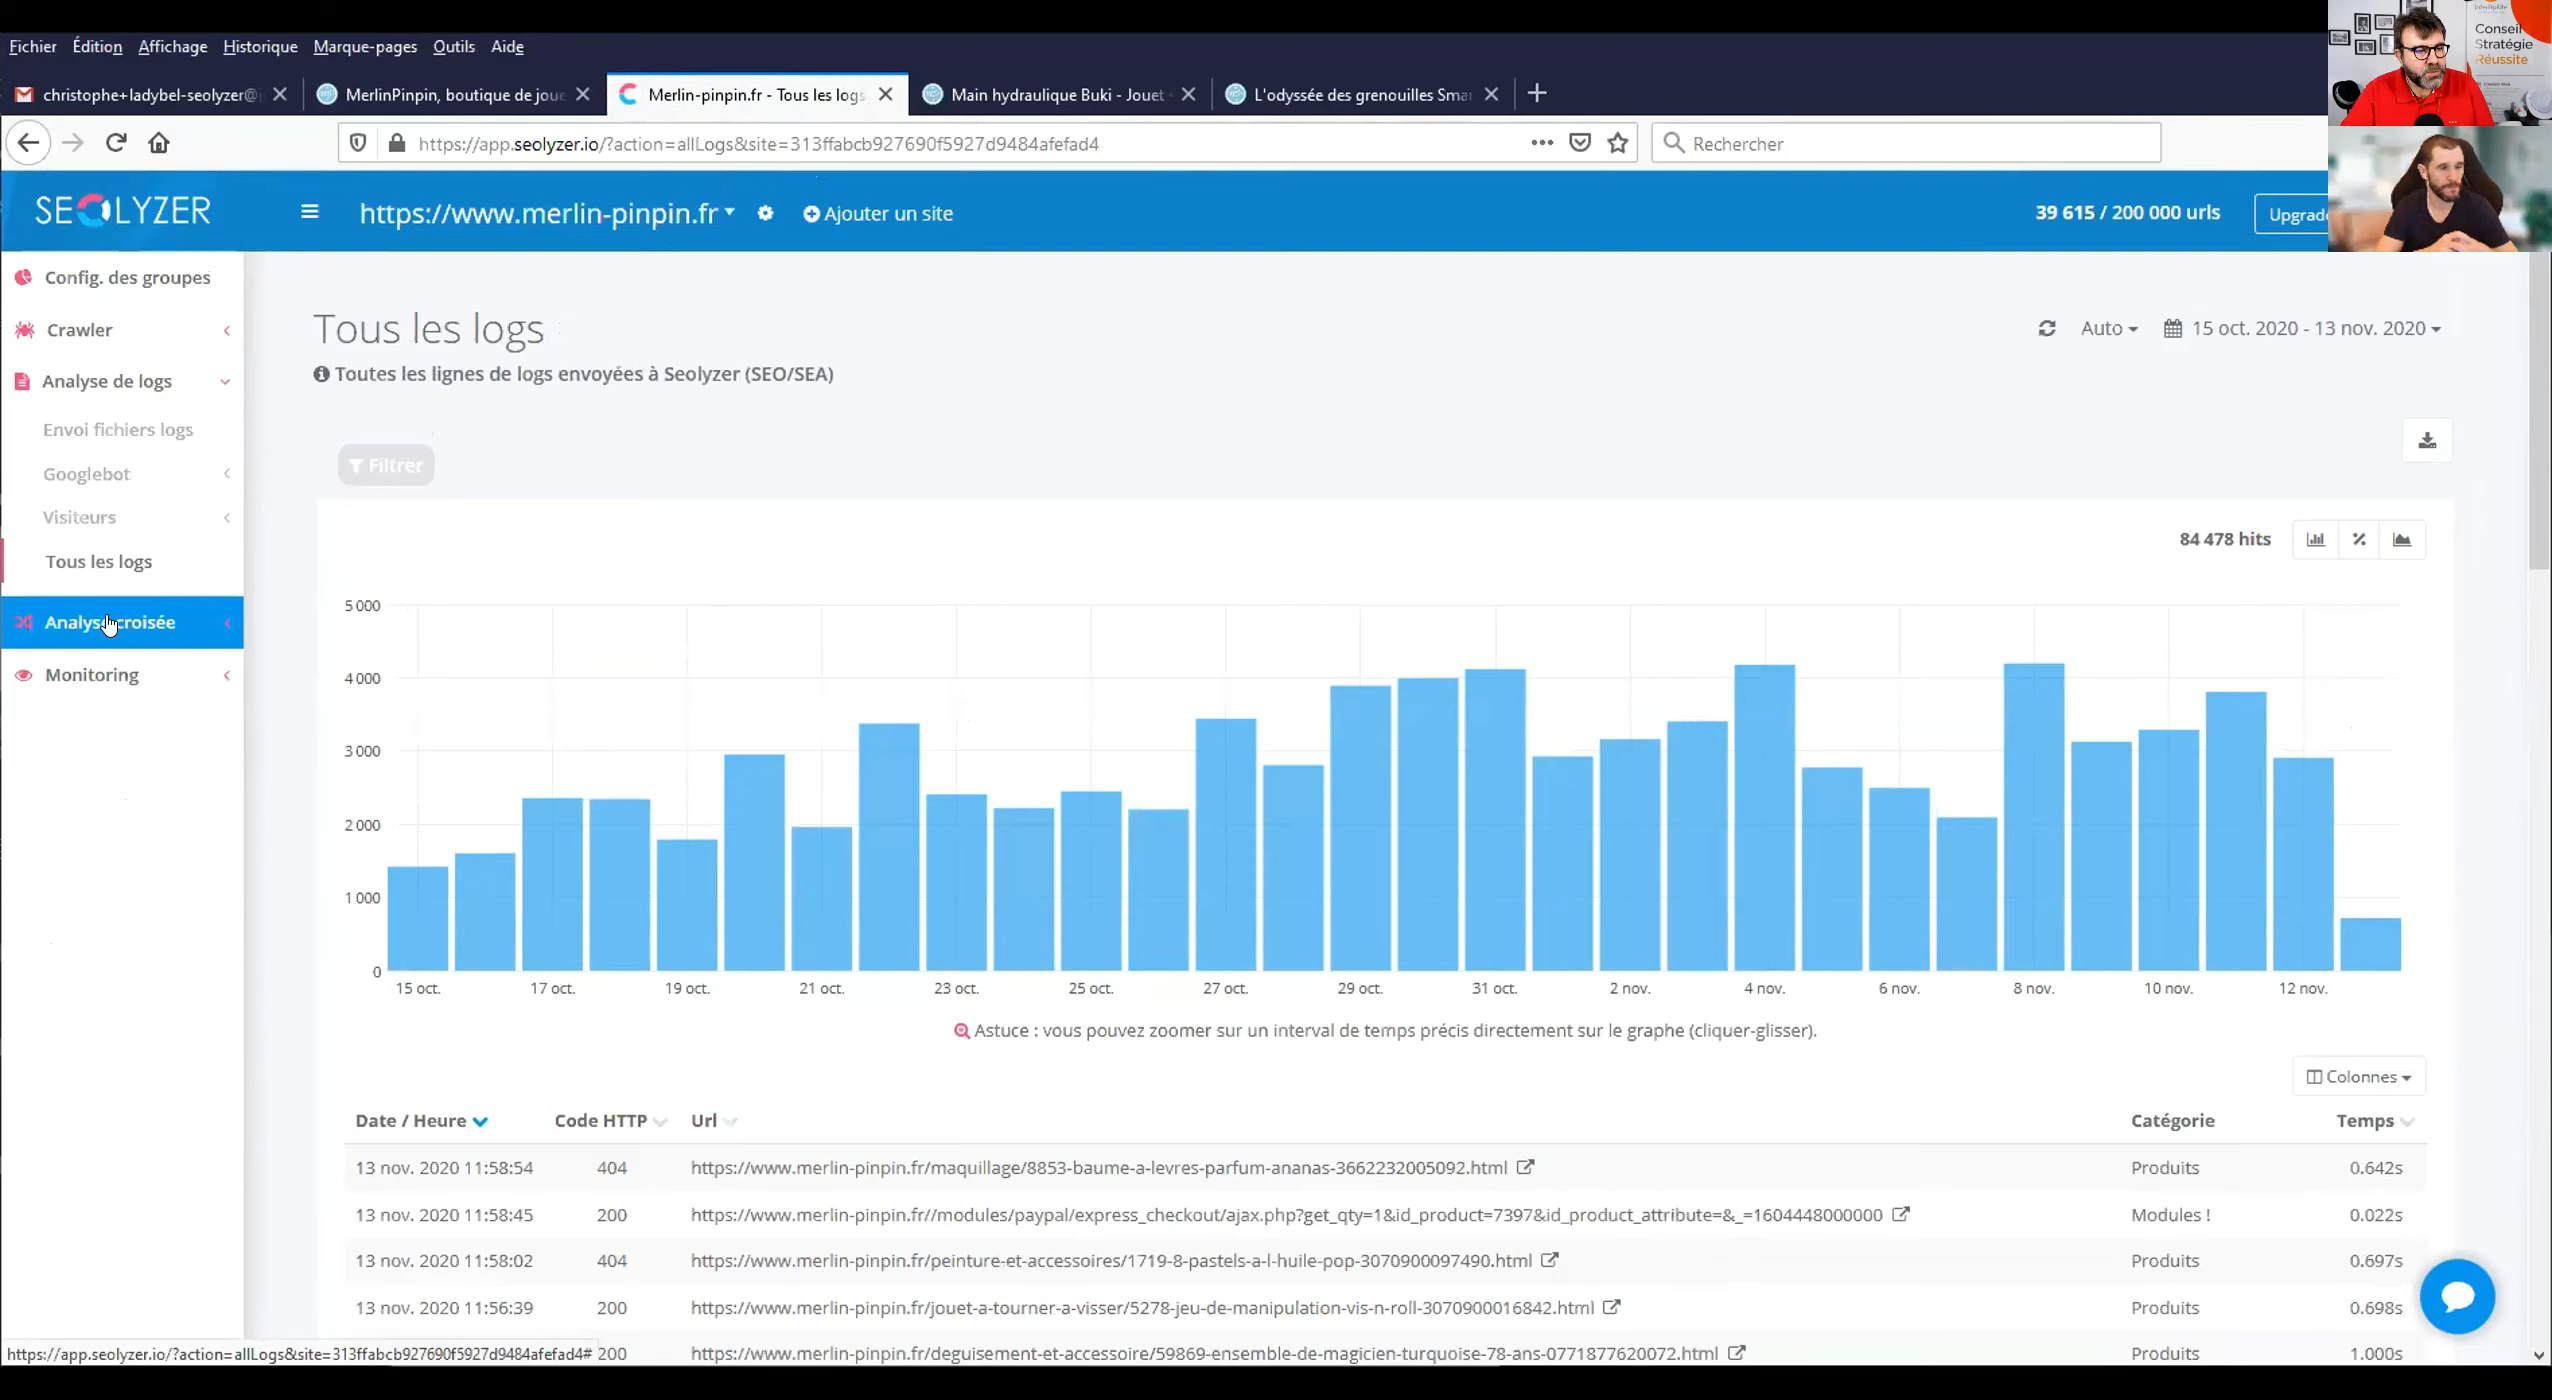 Fichier Édition Affichage Historique Marque-pages Outils Aide
christophe+ladybel-seolyzer@
MerlinPinpin, boutique de joue
Merlin-pinpin.fr - Tous les logs
Main hydraulique Buki - Jouet
L'odyssée des grenouilles Smar
https://app.seolyzer.io/?action=allLogs&site=313ffabcb927690f5927d9484afefad4
Rechercher
Conseil
Stratégie
Réussite
SEOLYZER
https://www.merlin-pinpin.fr
Ajouter un site
39 615 / 200 000 urls
Upgrade
Config. des groupes
Crawler
Analyse de logs
Envoi fichiers logs
Googlebot
Visiteurs
Tous les logs
Analyse croisée
Monitoring
Tous les logs
Auto
15 oct. 2020 - 13 nov. 2020
Toutes les lignes de logs envoyées à Seolyzer (SEO/SEA)
Filtrer
84 478 hits
5 000
4 000
3 000
2 000
1 000
0
15 oct. 17 oct. 19 oct. 21 oct. 23 oct. 25 oct. 27 oct. 29 oct. 31 oct. 2 nov. 4 nov. 6 nov. 8 nov. 10 nov. 12 nov.
Astuce : vous pouvez zoomer sur un interval de temps précis directement sur le graphe (cliquer-glisser).
Colonnes
Date / Heure Code HTTP Url Catégorie Temps
13 nov. 2020 11:58:54 404 https://www.merlin-pinpin.fr/maquillage/8853-baume-a-levres-parfum-ananas-3662232005092.html Produits 0.642s
13 nov. 2020 11:58:45 200 https://www.merlin-pinpin.fr//modules/paypal/express_checkout/ajax.php?get_qty=1&id_product=7397&id_product_attribute=&_=1604448000000 Modules ! 0.022s
13 nov. 2020 11:58:02 404 https://www.merlin-pinpin.fr/peinture-et-accessoires/1719-8-pastels-a-l-huile-pop-3070900097490.html Produits 0.697s
13 nov. 2020 11:56:39 200 https://www.merlin-pinpin.fr/jouet-a-tourner-a-visser/5278-jeu-de-manipulation-vis-n-roll-3070900016842.html Produits 0.698s
200 https://www.merlin-pinpin.fr/deguisement-et-accessoire/59869-ensemble-de-magicien-turquoise-78-ans-0771877620072.html Produits 1.000s
https://app.seolyzer.io/?action=allLogs&site=313ffabcb927690f5927d9484afefad4#